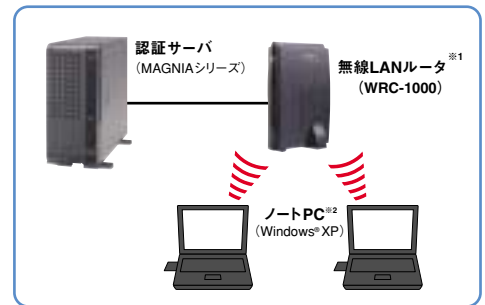 認証サーバ
（MAGNIAシリーズ）
無線LANルータ※1
（WRC-1000）
ノートPC※2
（Windows® XP）